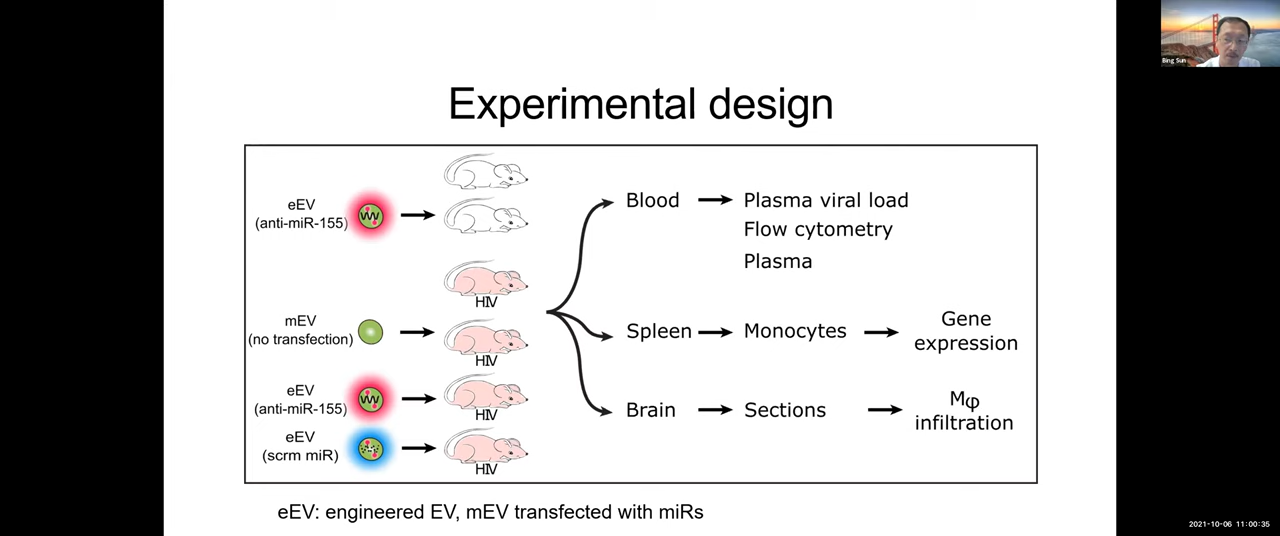 Experimental design
eEV
(anti-miR-155)
mEV
(no transfection)
eEV
(anti-miR-155)
eEV
(scrm miR)
HIV
HIV
HIV
HIV
Blood
Plasma viral load
Flow cytometry
Plasma
Spleen
Monocytes
Gene
expression
Brain
Sections
Mφ
infiltration
eEV: engineered EV, mEV transfected with miRs
Bing Sun
2021-10-06 11:00:35